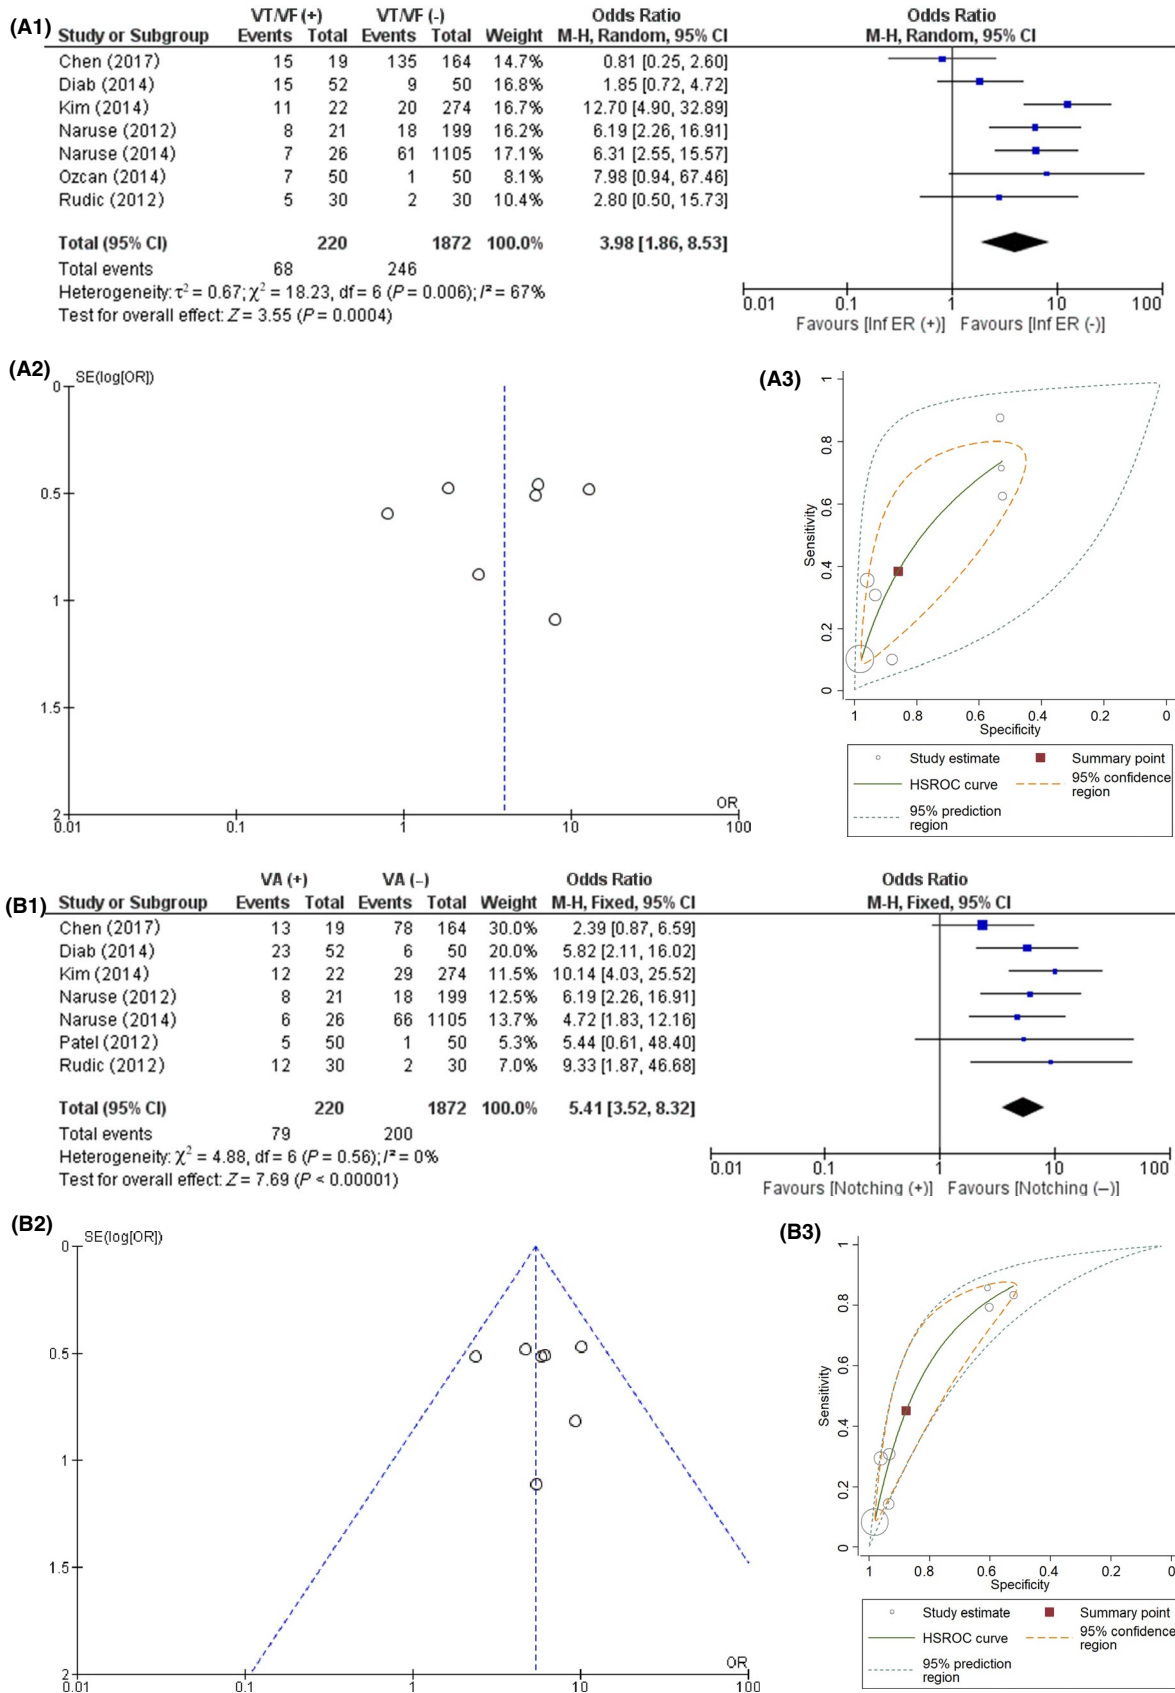 (A1)
VT/VF (+) VT/VF (-) Odds Ratio Odds Ratio
Study or Subgroup Events Total Events Total Weight M-H, Random, 95% CI M-H, Random, 95% CI
Chen (2017) 15 19 135 164 14.7% 0.81 [0.25, 2.60]
Diab (2014) 15 52 9 50 16.8% 1.85 [0.72, 4.72]
Kim (2014) 11 22 20 274 16.7% 12.70 [4.90, 32.89]
Naruse (2012) 8 21 18 199 16.2% 6.19 [2.26, 16.91]
Naruse (2014) 7 26 61 1105 17.1% 6.31 [2.55, 15.57]
Ozcan (2014) 7 50 1 50 8.1% 7.98 [0.94, 67.46]
Rudic (2012) 5 30 2 30 10.4% 2.80 [0.50, 15.73]
Total (95% CI) 220 1872 100.0% 3.98 [1.86, 8.53]
Total events 68 246
Heterogeneity: τ² = 0.67; χ² = 18.23, df = 6 (P = 0.006); I² = 67%
Test for overall effect: Z = 3.55 (P = 0.0004)
0.01 0.1 1 10 100
Favours [Inf ER (+)] Favours [Inf ER (-)]
(A2)
SE(log[OR])
0
0.5
1
1.5
2
0.01 0.1 1 10 100
OR
(A3)
Sensitivity
1
0.8
0.6
0.4
0.2
0
1 0.8 0.6 0.4 0.2 0
Specificity
Study estimate Summary point
HSROC curve 95% confidence
region
95% prediction
region
(B1)
VA (+) VA (−) Odds Ratio Odds Ratio
Study or Subgroup Events Total Events Total Weight M-H, Fixed, 95% CI M-H, Fixed, 95% CI
Chen (2017) 13 19 78 164 30.0% 2.39 [0.87, 6.59]
Diab (2014) 23 52 6 50 20.0% 5.82 [2.11, 16.02]
Kim (2014) 12 22 29 274 11.5% 10.14 [4.03, 25.52]
Naruse (2012) 8 21 18 199 12.5% 6.19 [2.26, 16.91]
Naruse (2014) 6 26 66 1105 13.7% 4.72 [1.83, 12.16]
Patel (2012) 5 50 1 50 5.3% 5.44 [0.61, 48.40]
Rudic (2012) 12 30 2 30 7.0% 9.33 [1.87, 46.68]
Total (95% CI) 220 1872 100.0% 5.41 [3.52, 8.32]
Total events 79 200
Heterogeneity: χ² = 4.88, df = 6 (P = 0.56); I² = 0%
Test for overall effect: Z = 7.69 (P < 0.00001)
0.01 0.1 1 10 100
Favours [Notching (+)] Favours [Notching (−)]
(B2)
SE(log[OR])
0
0.5
1
1.5
2
0.01 0.1 1 10 100
OR
(B3)
Sensitivity
1
0.8
0.6
0.4
0.2
0
1 0.8 0.6 0.4 0.2 0
Specificity
Study estimate Summary point
HSROC curve 95% confidence
region
95% prediction
region